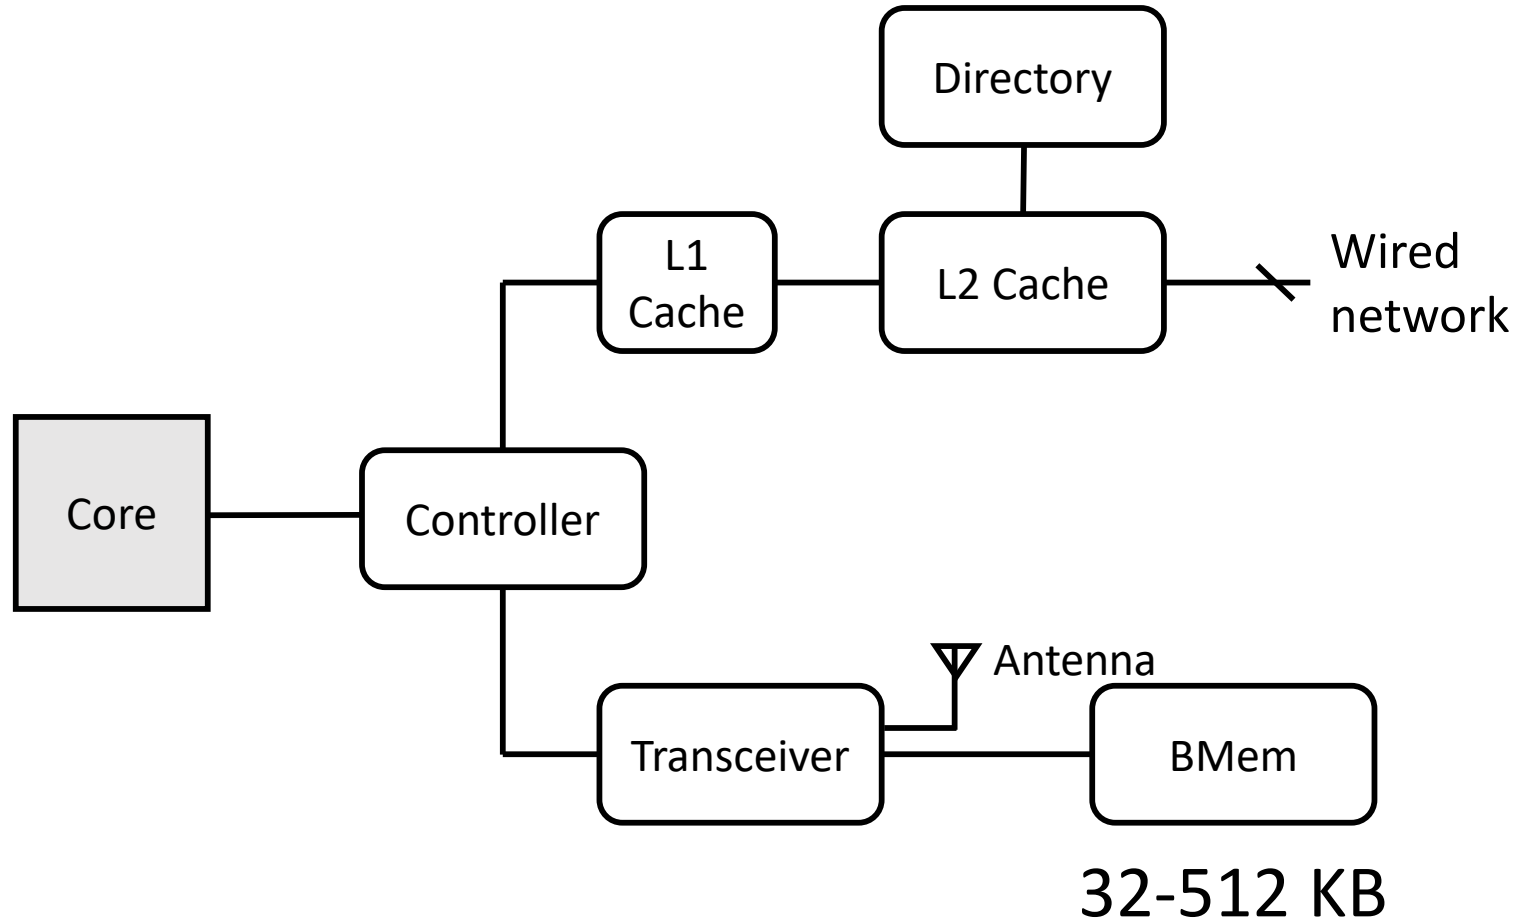 Directory
L1
Cache
L2 Cache
Wired
network
Core
Controller
Antenna
Transceiver
BMem
32-512 KB